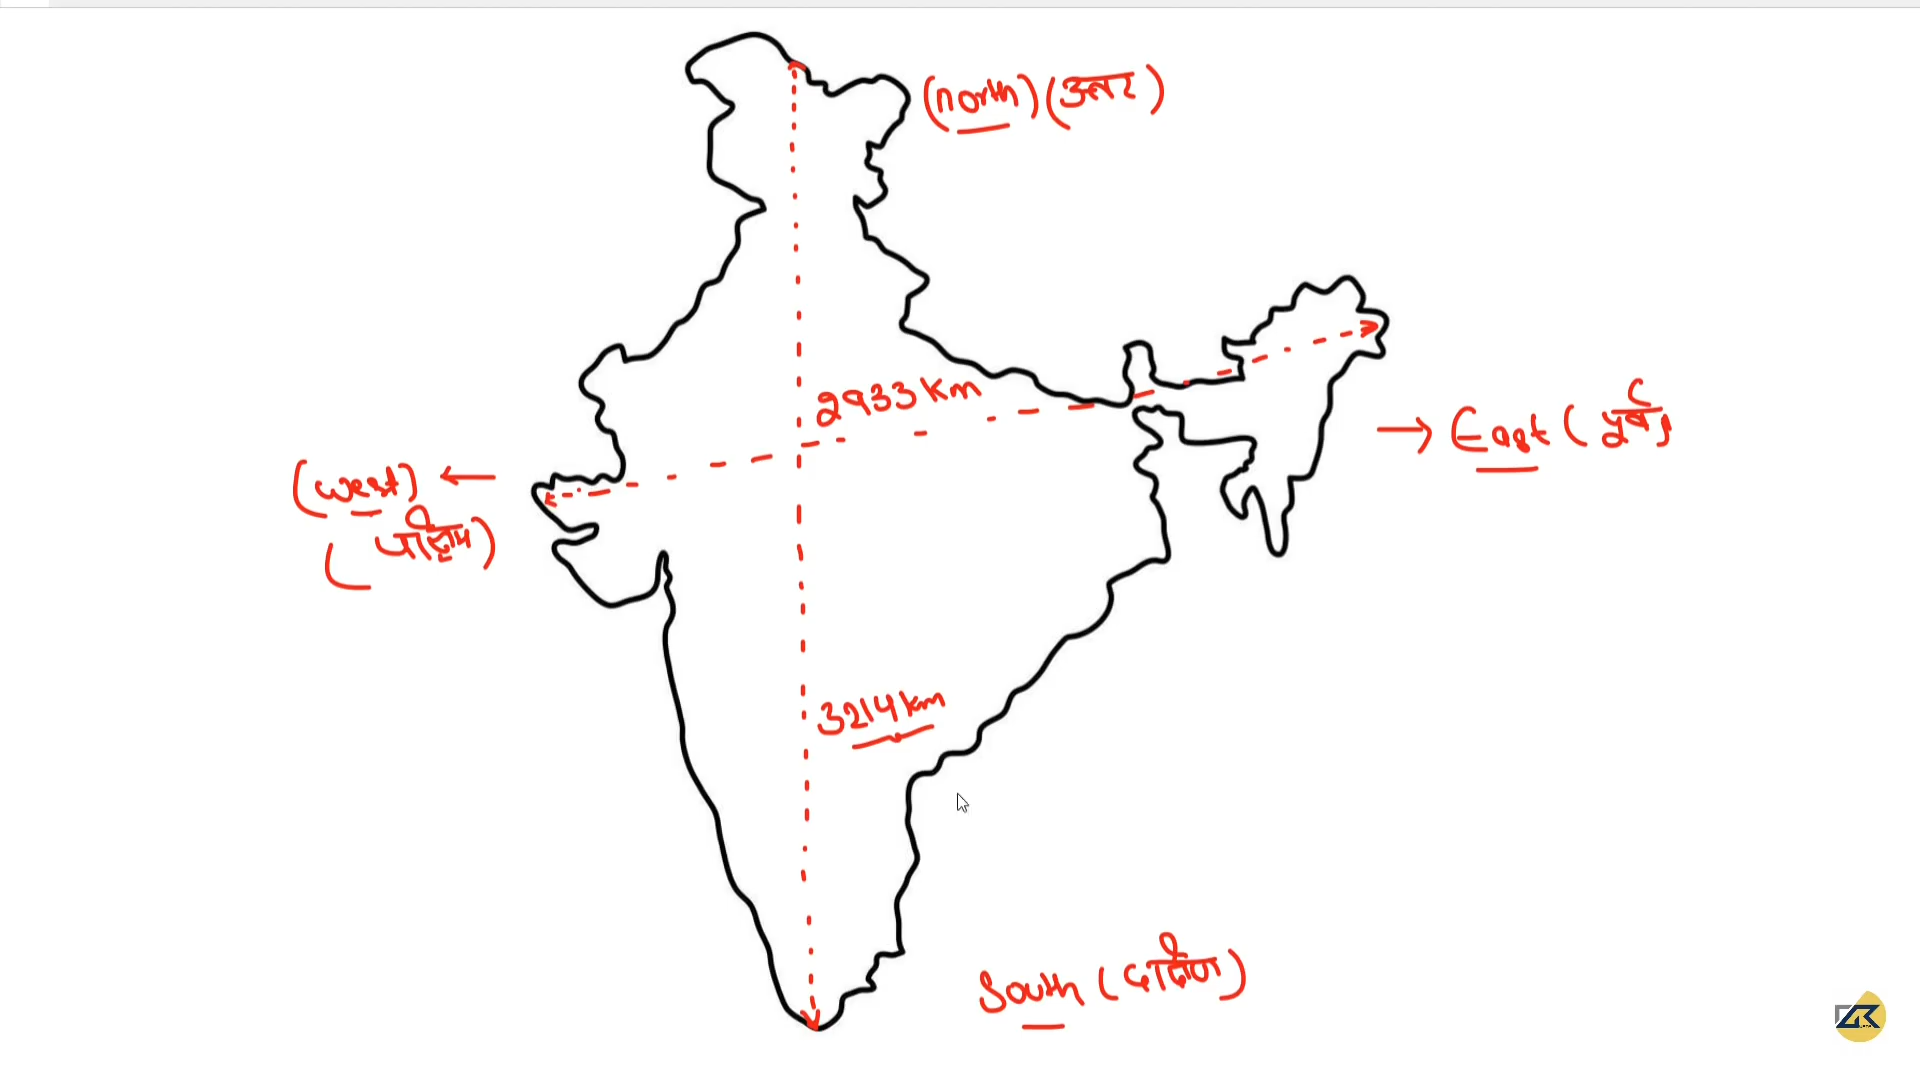 (north) (उत्तर)
2933 km
→ East (पूर्व)
(west) ←
(पश्चिम)
3214 km
South (दक्षिण)